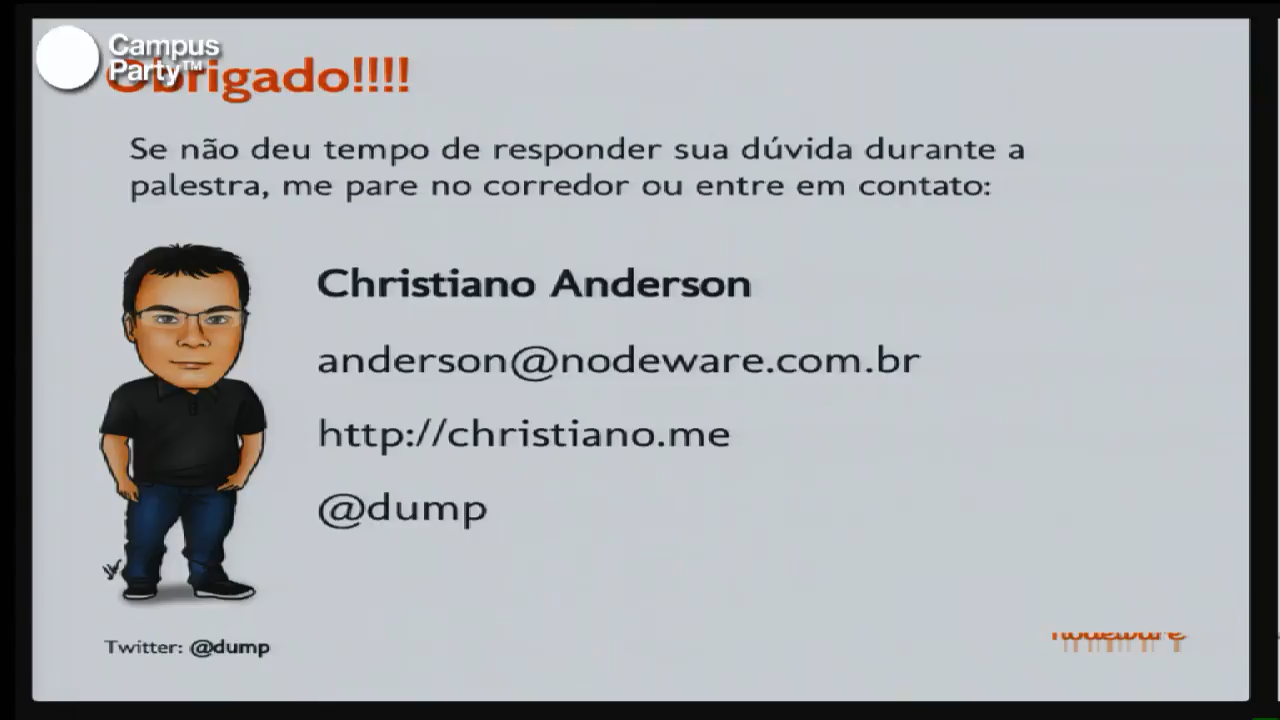 Campus
Party™
Obrigado!!!!
Se não deu tempo de responder sua dúvida durante a
palestra, me pare no corredor ou entre em contato:
Christiano Anderson
anderson@nodeware.com.br
http://christiano.me
@dump
Twitter: @dump
nodeware